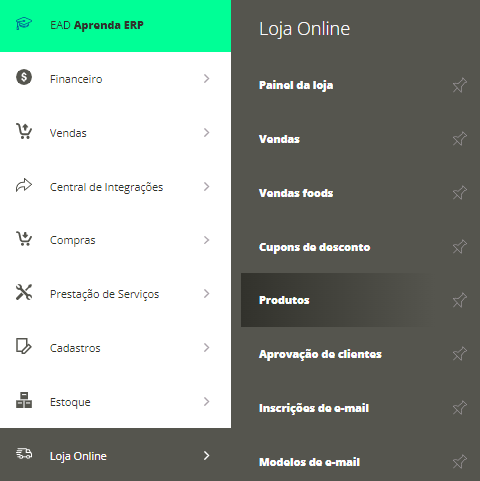 EAD Aprenda ERP
Financeiro
Vendas
Central de Integrações
Compras
Prestação de Serviços
Cadastros
Estoque
Loja Online
Loja Online
Painel da loja
Vendas
Vendas foods
Cupons de desconto
Produtos
Aprovação de clientes
Inscrições de e-mail
Modelos de e-mail